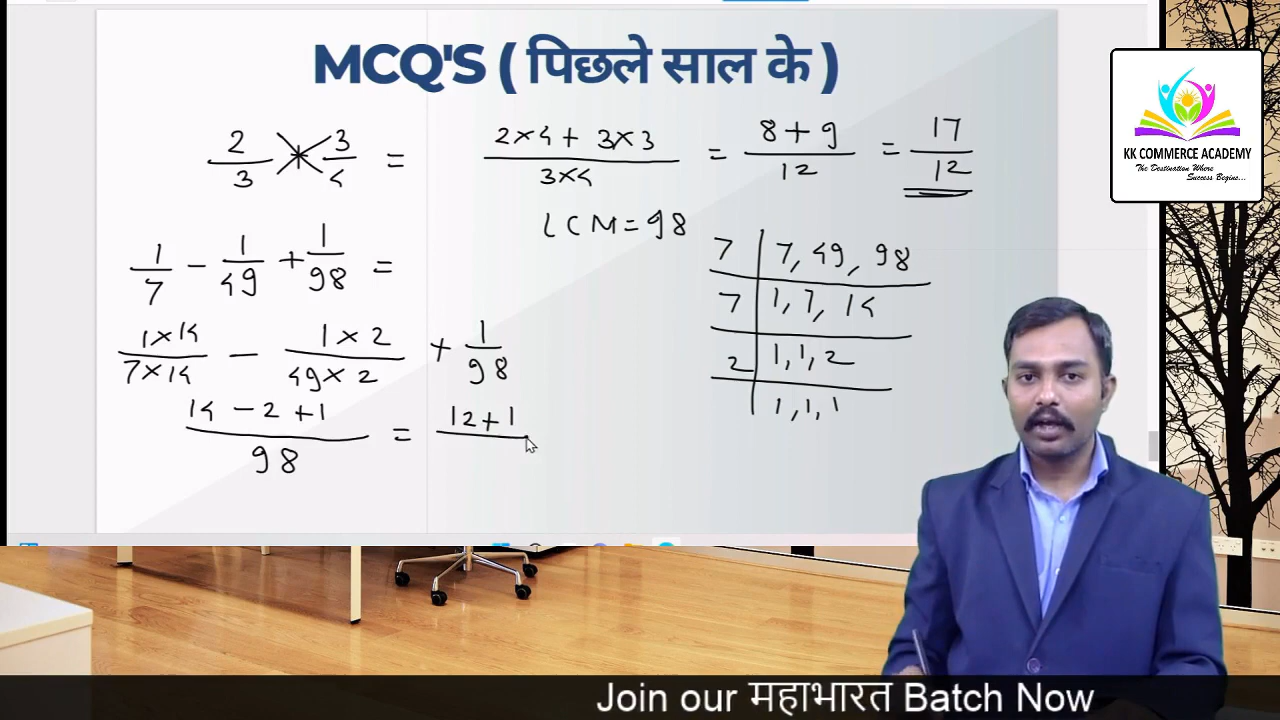 MCQ'S ( पिछले साल के )
KK COMMERCE ACADEMY
The Destination Where
Success Begins...
2/3 + 3/4 = (2×4 + 3×3)/(3×4) = (8+9)/12 = 17/12
LCM = 98
1/7 - 1/49 + 1/98 =
7 | 7, 49, 98
7 | 1, 7, 14
2 | 1, 1, 2
1, 1, 1
(1×14)/(7×14) - (1×2)/(49×2) + 1/98
(14 - 2 + 1)/98 = 12+1
Join our महाभारत Batch Now